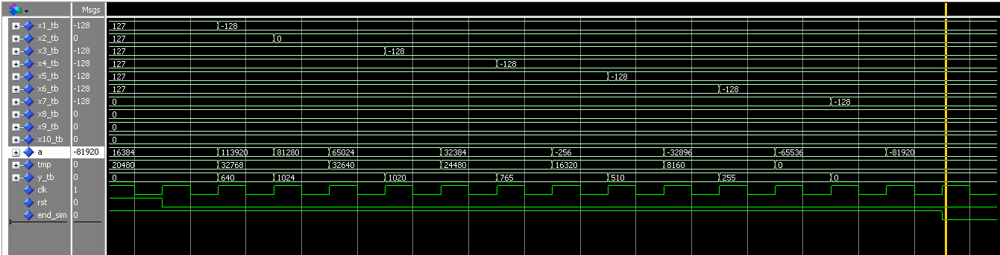 Msgs
x1_tb -128 127 -128
x2_tb 0 127 0
x3_tb -128 127 -128
x4_tb -128 127 -128
x5_tb -128 127 -128
x6_tb -128 127 -128
x7_tb -128 0 -128
x8_tb 0 0
x9_tb 0 0
x10_tb 0 0
a -81920 16384 113920 81280 65024 32384 -256 -32896 -65536 -81920
tmp 0 20480 32768 32640 24480 16320 8160 0
y_tb 0 0 640 1024 1020 765 510 255 0
clk 1
rst 0
end_sim 0